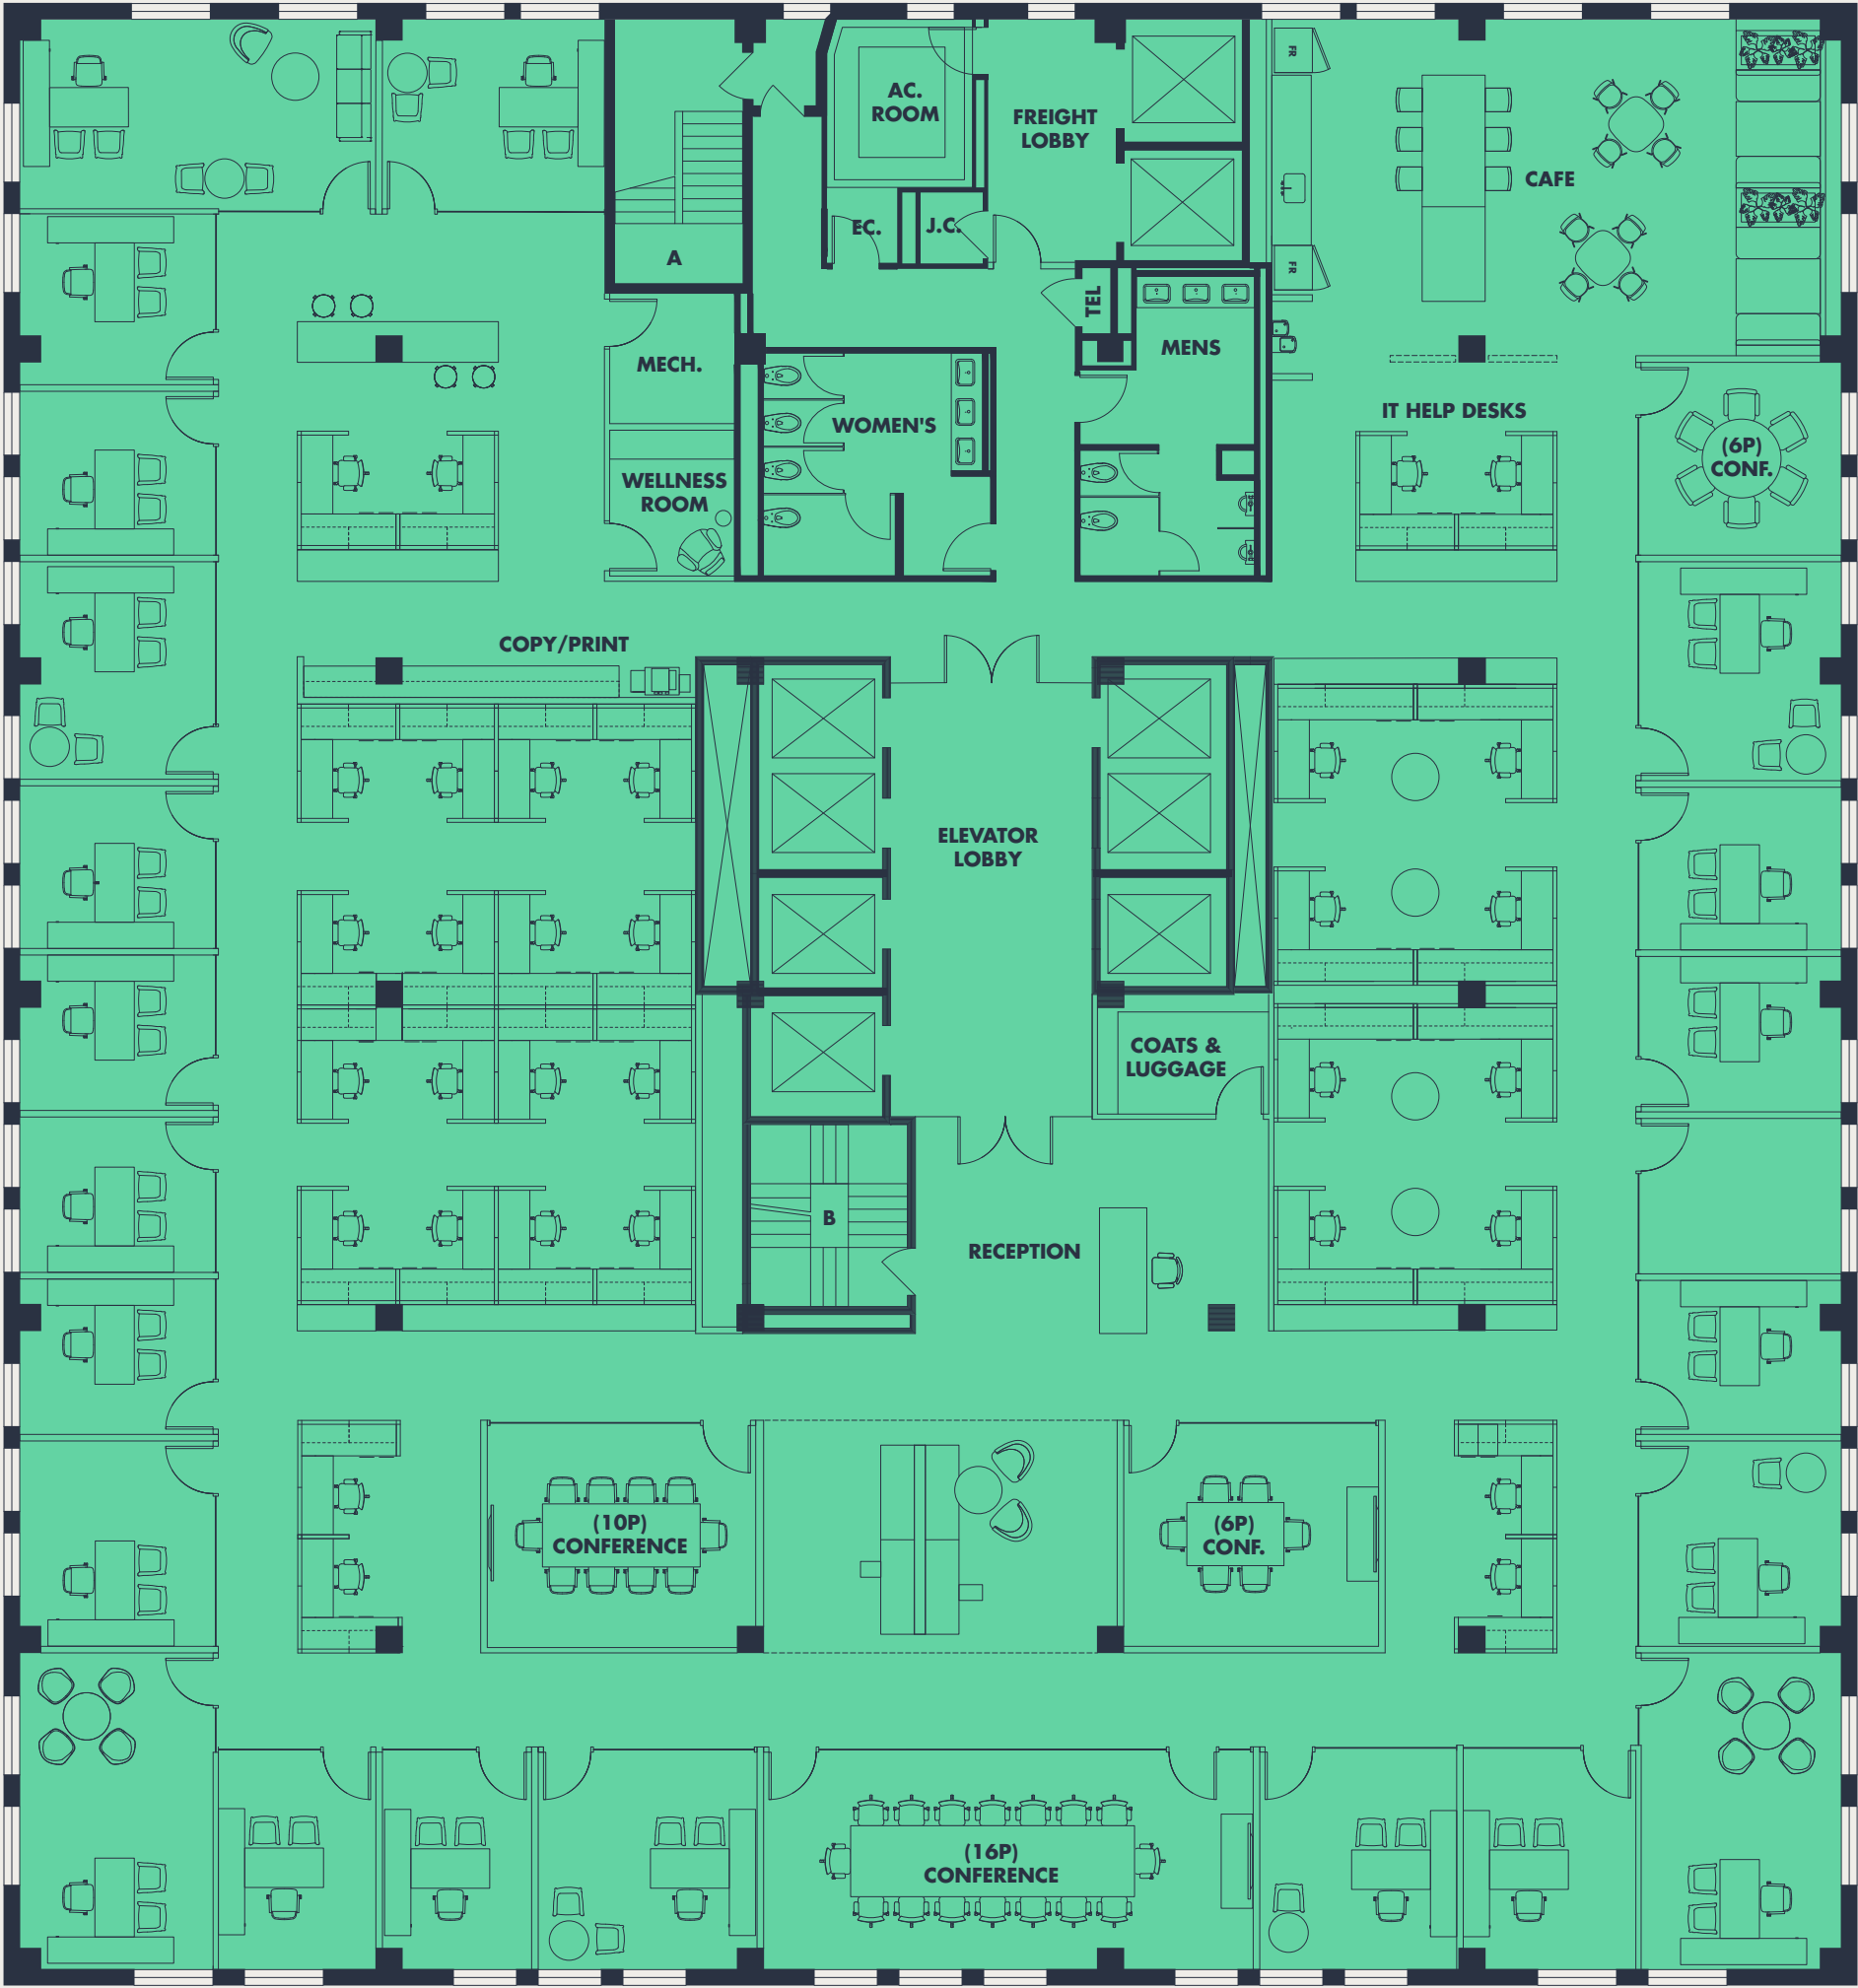 AC.
ROOM
FREIGHT
LOBBY
FR
CAFE
EC.
J.C.
A
FR
TEL
MENS
MECH.
WOMEN'S
IT HELP DESKS
(6P)
CONF.
WELLNESS
ROOM
COPY/PRINT
ELEVATOR
LOBBY
COATS &
LUGGAGE
B
RECEPTION
(10P)
CONFERENCE
(6P)
CONF.
(16P)
CONFERENCE